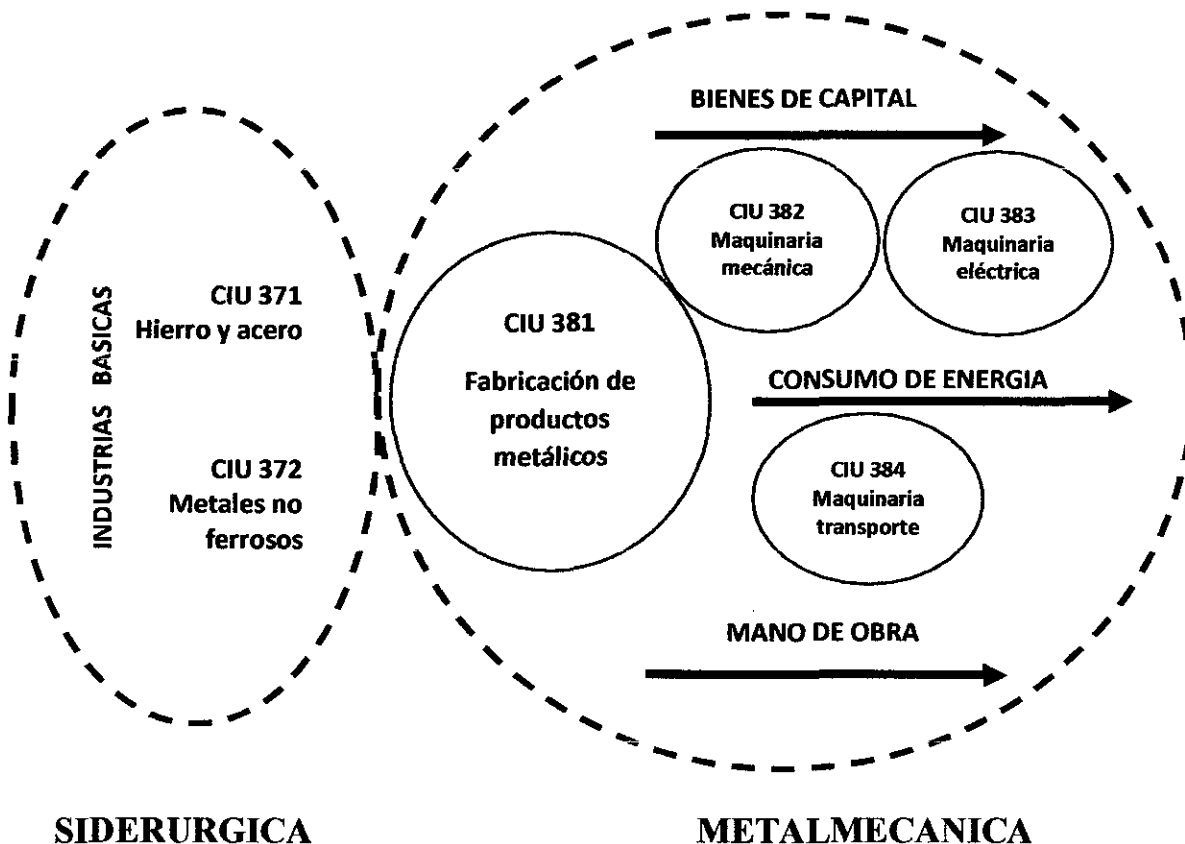 INDUSTRIAS BASICAS
CIU 371
Hierro y acero
CIU 372
Metales no
ferrosos
SIDERURGICA
CIU 381
Fabricación de
productos
metálicos
BIENES DE CAPITAL
CIU 382
Maquinaria
mecánica
CIU 383
Maquinaria
eléctrica
CONSUMO DE ENERGIA
CIU 384
Maquinaria
transporte
MANO DE OBRA
METALMECANICA